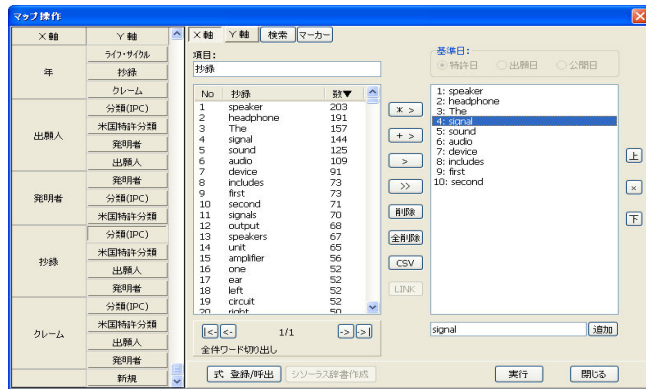 マップ操作
X 軸 Y 軸
年
ライフ・サイクル
抄録
クレーム
出願人
分類(IPC)
米国特許分類
発明者
出願人
発明者
発明者
分類(IPC)
米国特許分類
抄録
分類(IPC)
米国特許分類
出願人
発明者
クレーム
分類(IPC)
米国特許分類
出願人
発明者
新規
X 軸 Y 軸 検索 マーカー
項目:
抄録
No 抄録 数▼
1 speaker 203
2 headphone 191
3 The 157
4 signal 144
5 sound 125
6 audio 109
7 device 91
8 includes 73
9 first 73
10 second 71
11 signals 70
12 output 68
13 speakers 67
14 unit 65
15 amplifier 56
16 one 52
17 ear 52
18 left 52
19 circuit 52
20 right 50
|<- <- 1/1 -> ->|
全件ワード切り出し
* >
+ >
>
>>
削除
全削除
CSV
LINK
基準日:
特許日 出願日 公開日
1: speaker
2: headphone
3: The
4: signal
5: sound
6: audio
7: device
8: includes
9: first
10: second
上
×
下
signal 追加
式 登録/呼出 シソーラス辞書作成 実行 閉じる